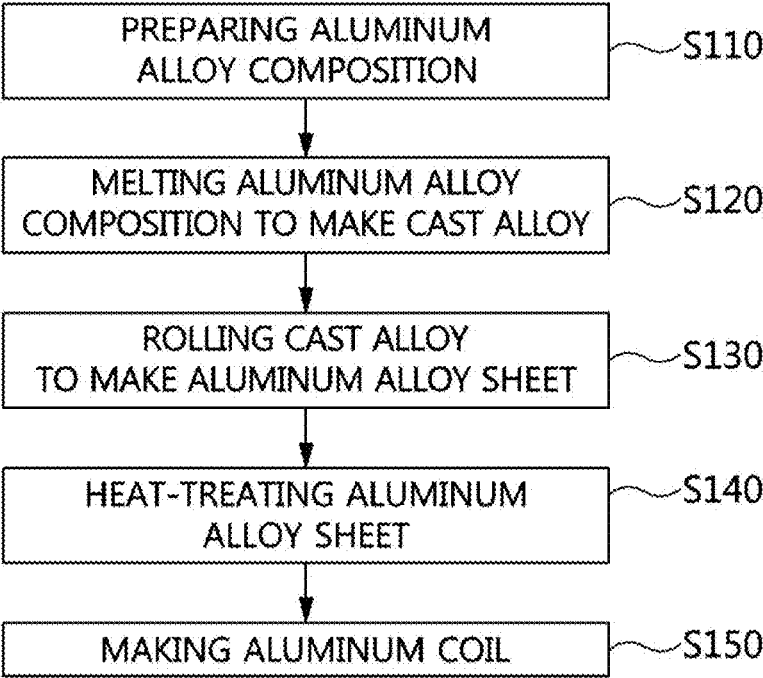 PREPARING ALUMINUM
ALLOY COMPOSITION
S110
MELTING ALUMINUM ALLOY
COMPOSITION TO MAKE CAST ALLOY
S120
ROLLING CAST ALLOY
TO MAKE ALUMINUM ALLOY SHEET
S130
HEAT-TREATING ALUMINUM
ALLOY SHEET
S140
MAKING ALUMINUM COIL
S150